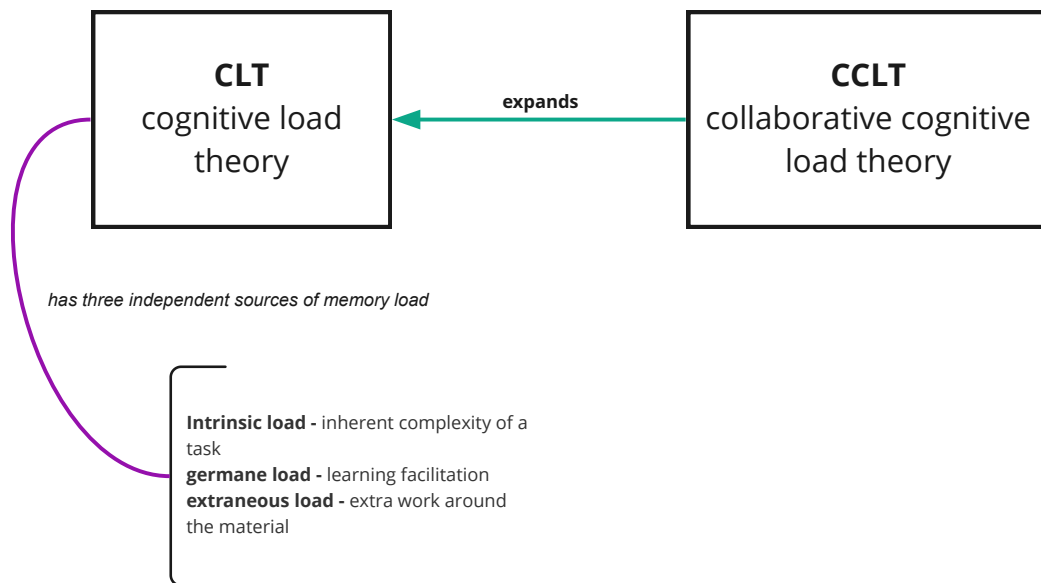 CLT
cognitive load
theory
expands
CCLT
collaborative cognitive
load theory
has three independent sources of memory load
Intrinsic load - inherent complexity of a
task
germane load - learning facilitation
extraneous load - extra work around
the material